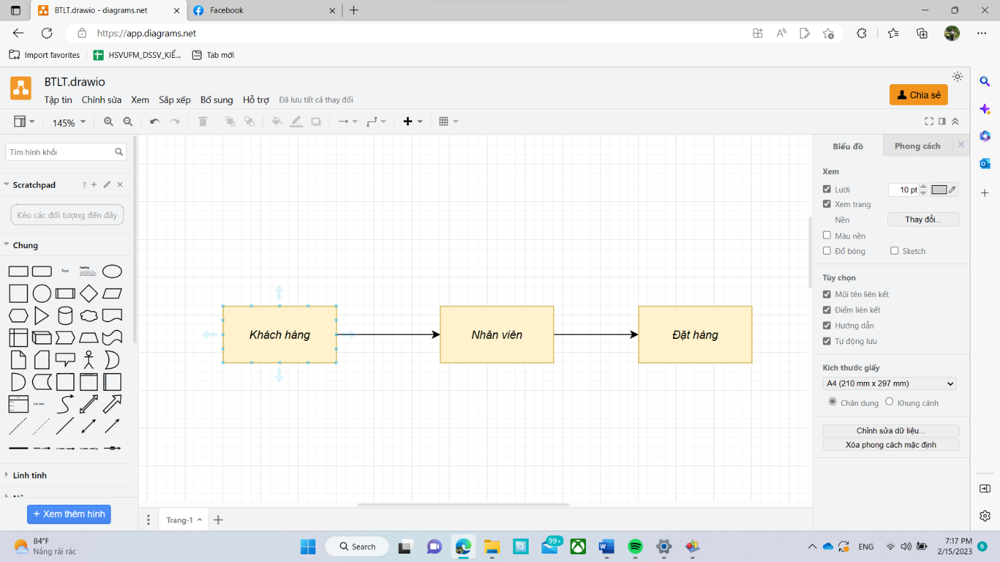 BTLT.drawio - diagrams.net
Facebook
https://app.diagrams.net
Import favorites
HSVUFM_DSSV_KIỂ...
Tab mới
BTLT.drawio
Tập tin Chỉnh sửa Xem Sắp xếp Bổ sung Hỗ trợ Đã lưu tất cả thay đổi
Chia sẻ
145%
Tìm hình khối
Scratchpad
?
Kéo các đối tượng đến đây
Chung
Text
Heading
List Item
Linh tinh
+ Xem thêm hình
Khách hàng
Nhân viên
Đặt hàng
Trang-1
Biểu đồ
Phong cách
Xem
Lưới
10 pt
Xem trang
Nền
Thay đổi...
Màu nền
Đổ bóng
Sketch
Tùy chọn
Mũi tên liên kết
Điểm liên kết
Hướng dẫn
Tự động lưu
Kích thước giấy
A4 (210 mm x 297 mm)
Chân dung
Khung cảnh
Chỉnh sửa dữ liệu...
Xóa phong cách mặc định
84°F
Nắng rải rác
Search
99+
ENG
7:17 PM
2/15/2023
6